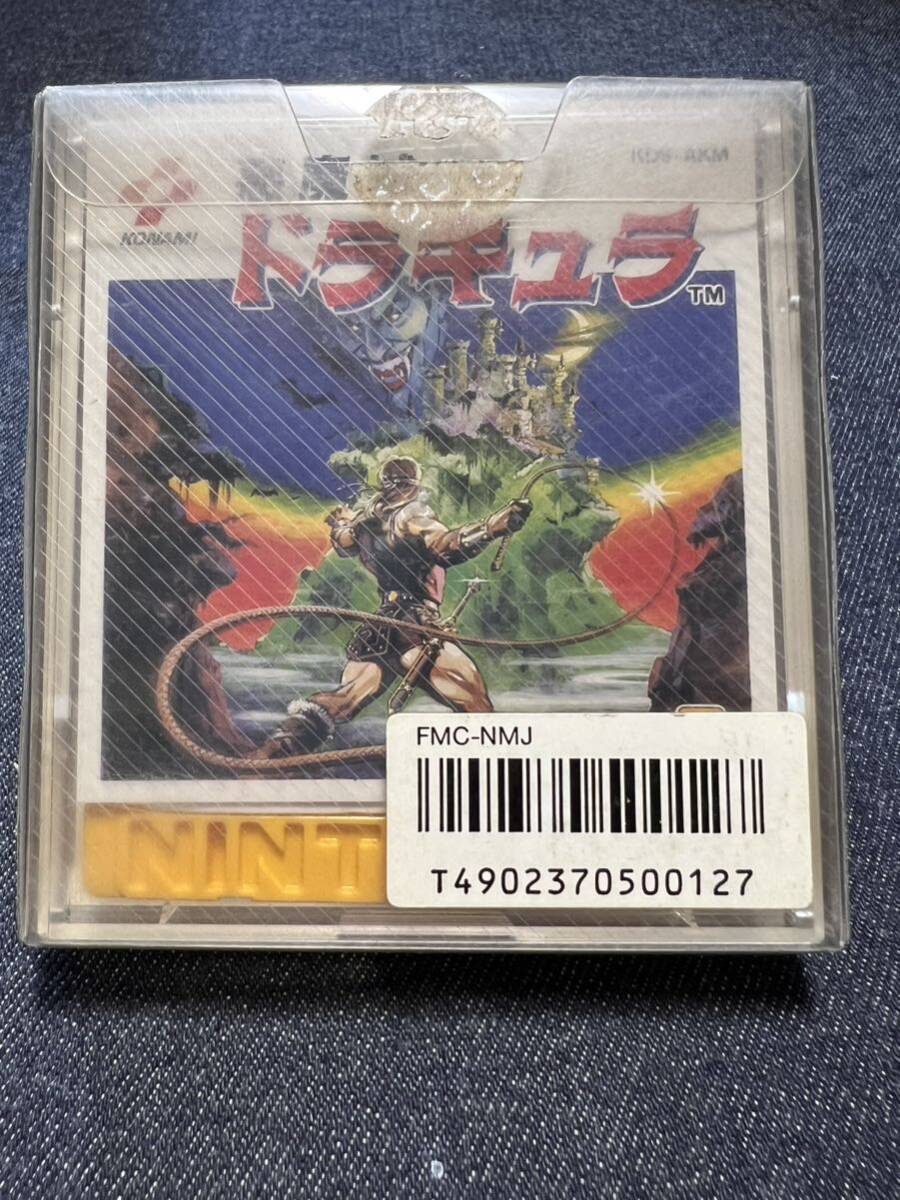 KDS-AKM
KONAMI
ドラキュラ
TM
FMC-NMJ
NINT
T4902370500127